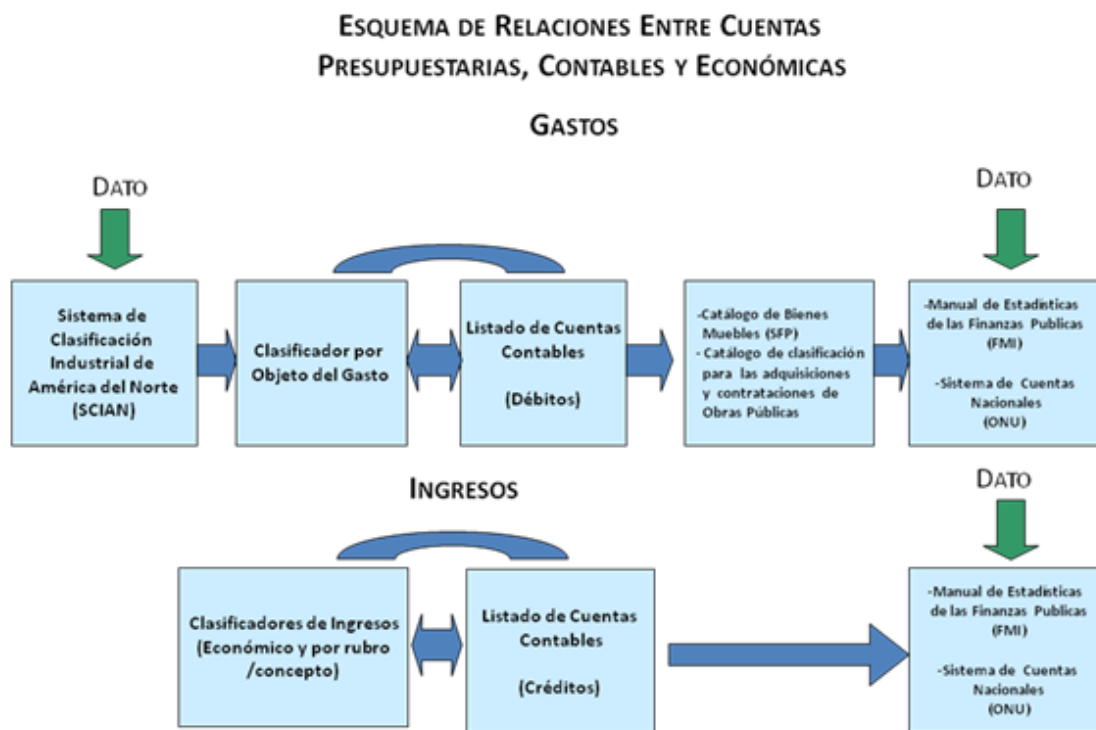 ESQUEMA DE RELACIONES ENTRE CUENTAS
PRESUPUESTARIAS, CONTABLES Y ECONÓMICAS
GASTOS
DATO
DATO
Sistema de
Clasificación
Industrial de
América del Norte
(SCIAN)
Clasificador por
Objeto del Gasto
Listado de Cuentas
Contables
(Débitos)
-Catálogo de Bienes
Muebles (SFP)
- Catálogo de clasificación
para las adquisiciones
y contrataciones de
Obras Públicas
-Manual de Estadísticas
de las Finanzas Publicas
(FMI)
-Sistema de Cuentas
Nacionales
(ONU)
INGRESOS
DATO
Clasificadores de Ingresos
(Económico y por rubro
/concepto)
Listado de Cuentas
Contables
(Créditos)
-Manual de Estadísticas
de las Finanzas Publicas
(FMI)
-Sistema de Cuentas
Nacionales
(ONU)